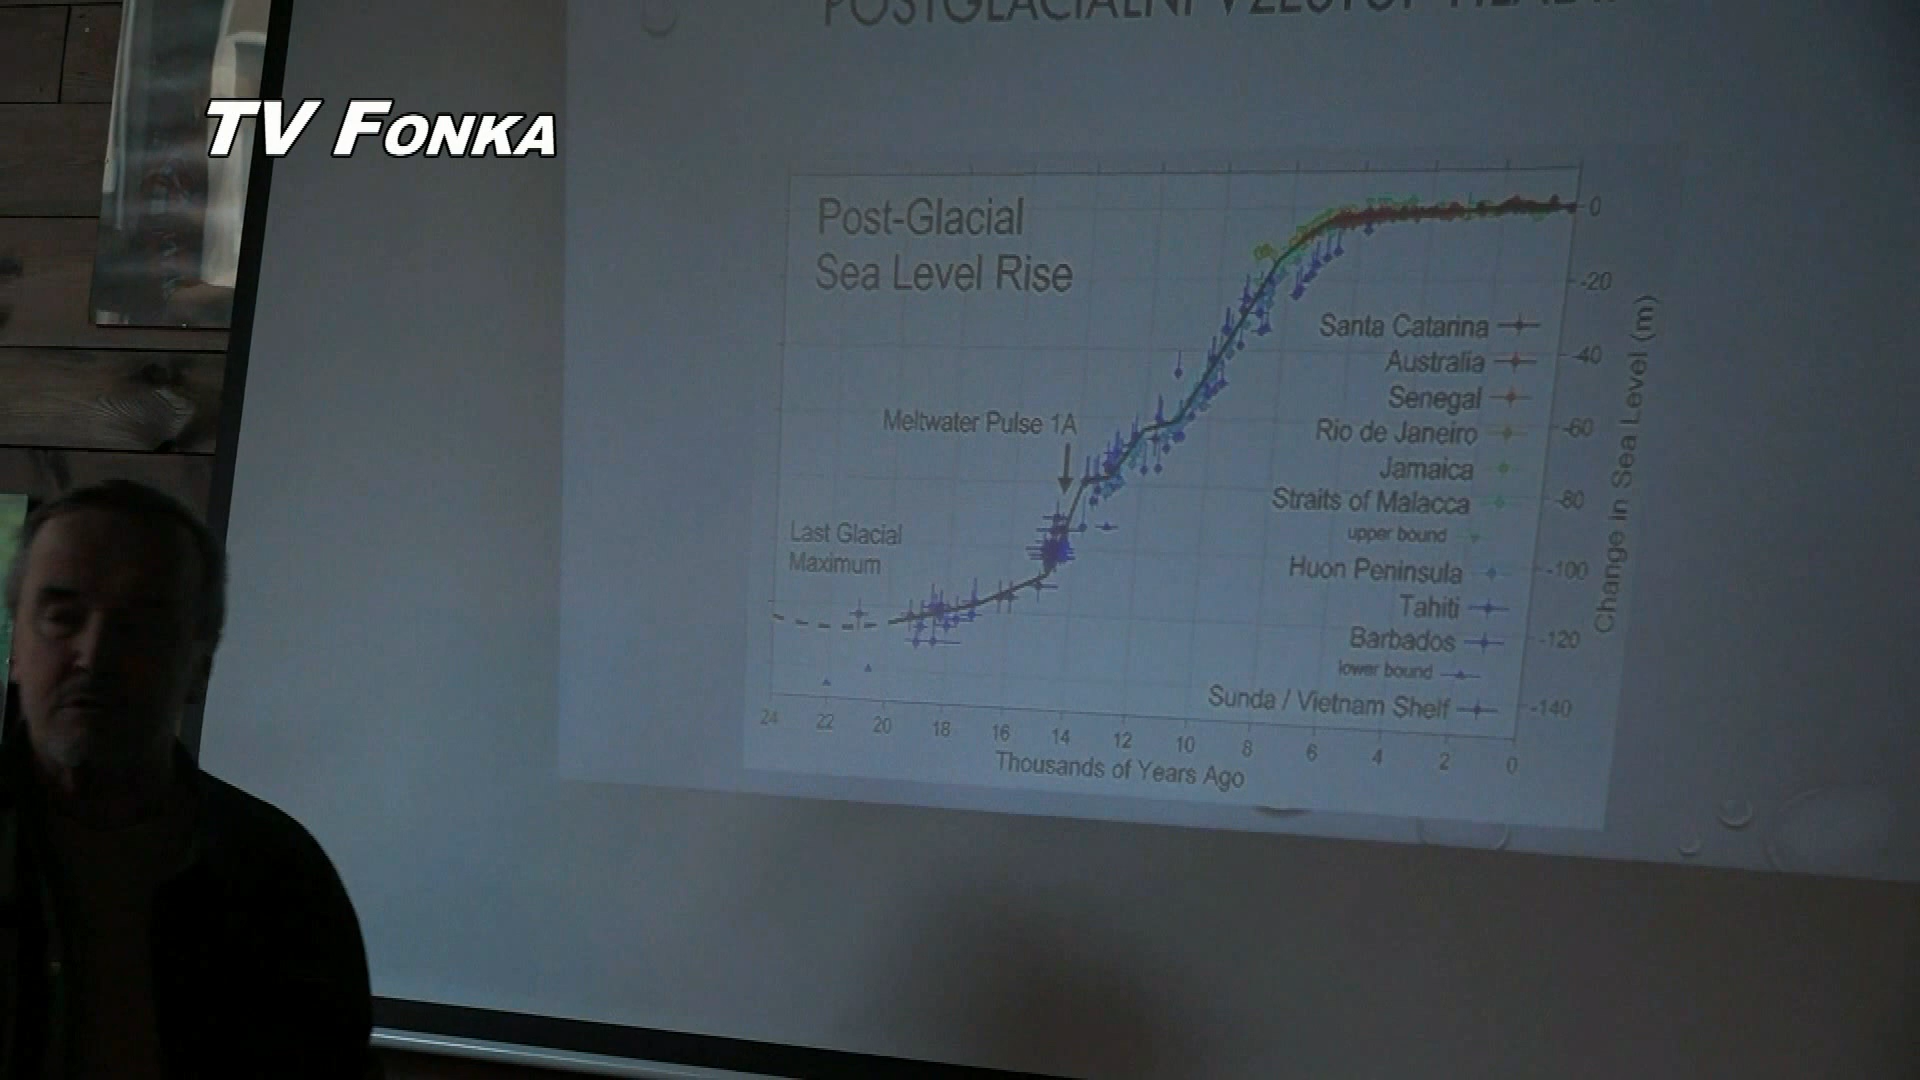 POSTGLACIÁLNÍ VZESTUP
TV FONKA
Post-Glacial
Sea Level Rise
0
-20
-40
-60
-80
-100
-120
-140
Change in Sea Level (m)
Santa Catarina
Australia
Senegal
Rio de Janeiro
Jamaica
Straits of Malacca
upper bound
Huon Peninsula
Tahiti
Barbados
lower bound
Sunda / Vietnam Shelf
Meltwater Pulse 1A
Last Glacial
Maximum
24 22 20 18 16 14 12 10 8 6 4 2 0
Thousands of Years Ago